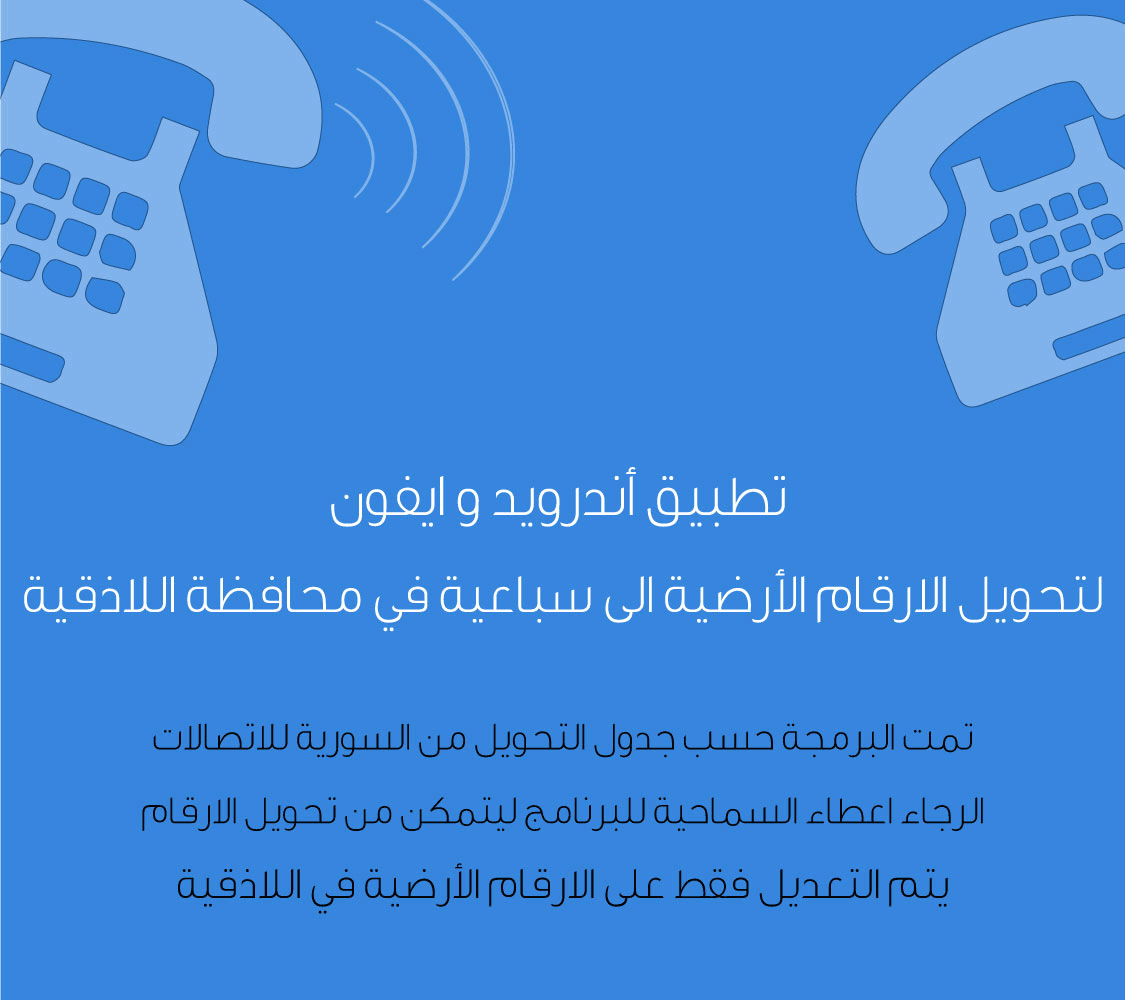 تطبيق أندرويد و ايفون
لتحويل الارقام الأرضية الى سباعية في محافظة اللاذقية
تمت البرمجة حسب جدول التحويل من السورية للاتصالات
الرجاء اعطاء السماحية للبرنامج ليتمكن من تحويل الارقام
يتم التعديل فقط على الارقام الأرضية في اللاذقية